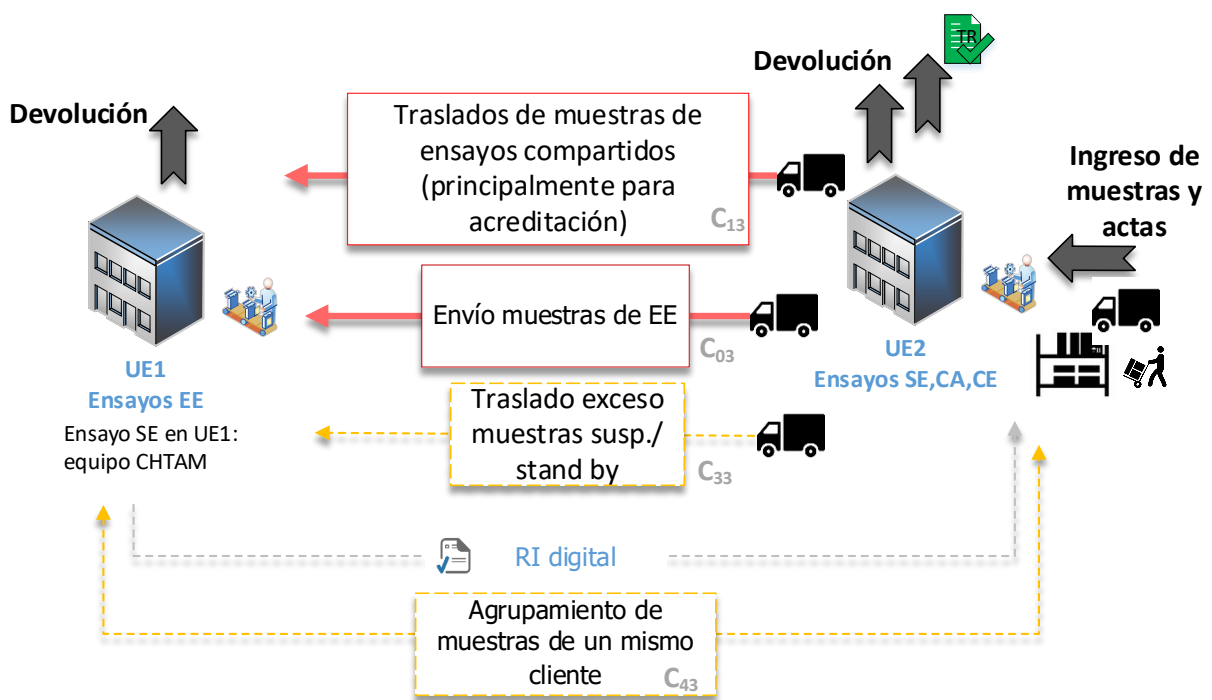 TR
Devolución
Devolución
Traslados de muestras de
ensayos compartidos
(principalmente para
acreditación)
C13
Ingreso de
muestras y
actas
Envío muestras de EE
C03
UE1
Ensayos EE
Ensayo SE en UE1:
equipo CHTAM
UE2
Ensayos SE,CA,CE
Traslado exceso
muestras susp./
stand by
C33
RI digital
Agrupamiento de
muestras de un mismo
cliente
C43